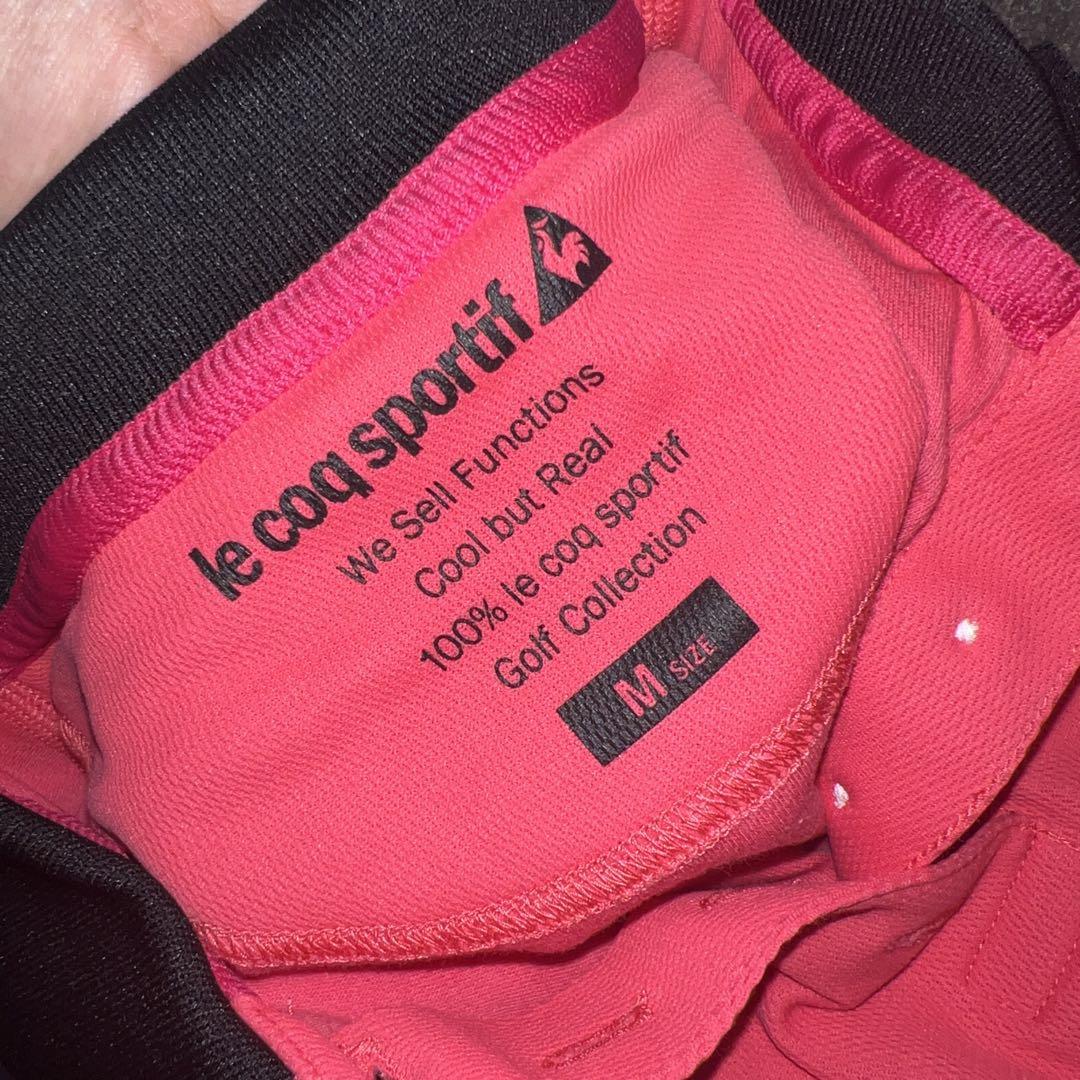 le coq sportif
We Sell Functions
Cool but Real
100% le coq sportif
Golf Collection
M SIZE